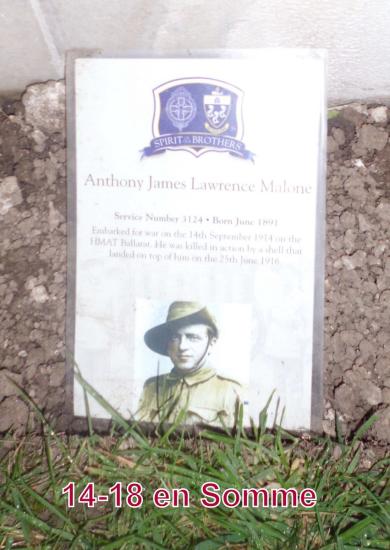 SPIRIT OF BROTHERS
Anthony James Lawrence Malone
Service Number 3124 • Born June 1891
Embarked for war on the 14th September 1914 on the
HMAT Ballarat. He was killed in action by a shell that
landed on top of him on the 25th June 1916.
14-18 en Somme